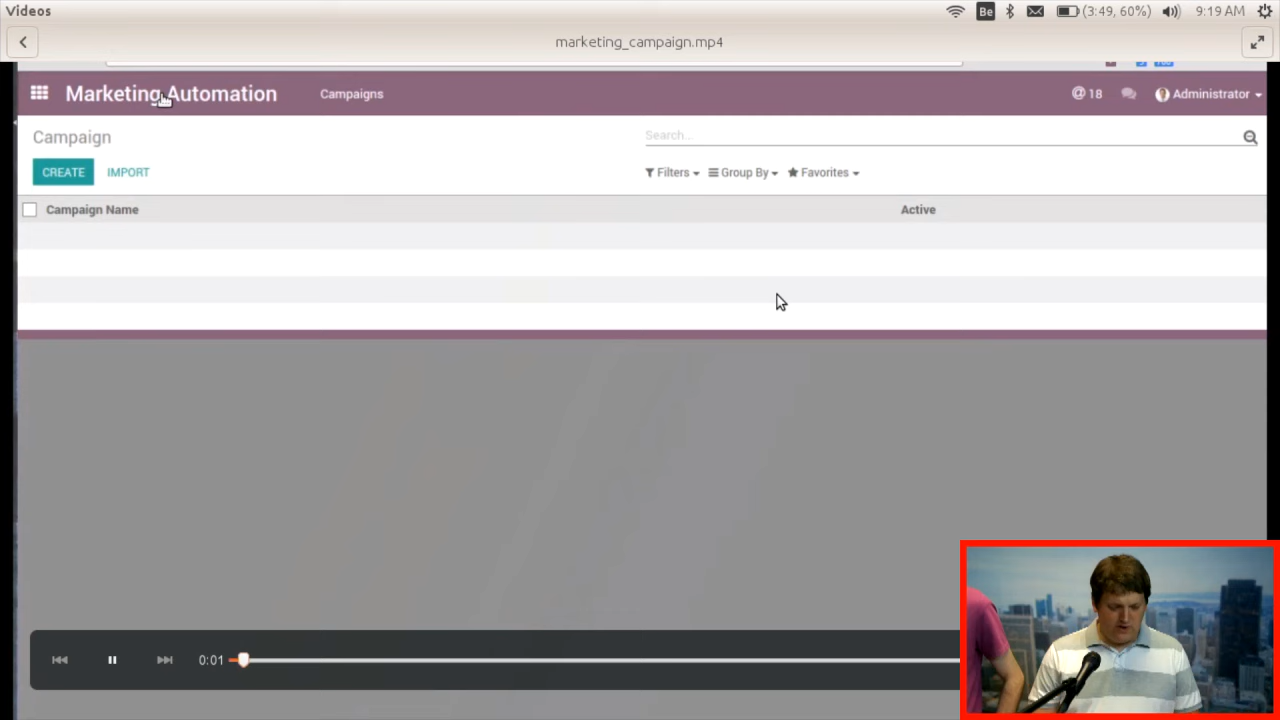 Videos
Be
(3:49, 60%)
9:19 AM
marketing_campaign.mp4
Marketing Automation
Campaigns
@ 18
Administrator
Campaign
Search...
CREATE
IMPORT
Filters
Group By
Favorites
Campaign Name
Active
0:01